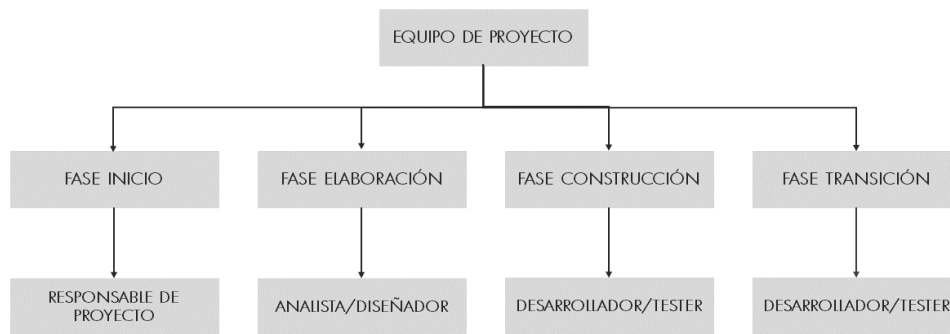 EQUIPO DE PROYECTO
FASE INICIO
FASE ELABORACIÓN
FASE CONSTRUCCIÓN
FASE TRANSICIÓN
RESPONSABLE DE
PROYECTO
ANALISTA/DISEÑADOR
DESARROLLADOR/TESTER
DESARROLLADOR/TESTER